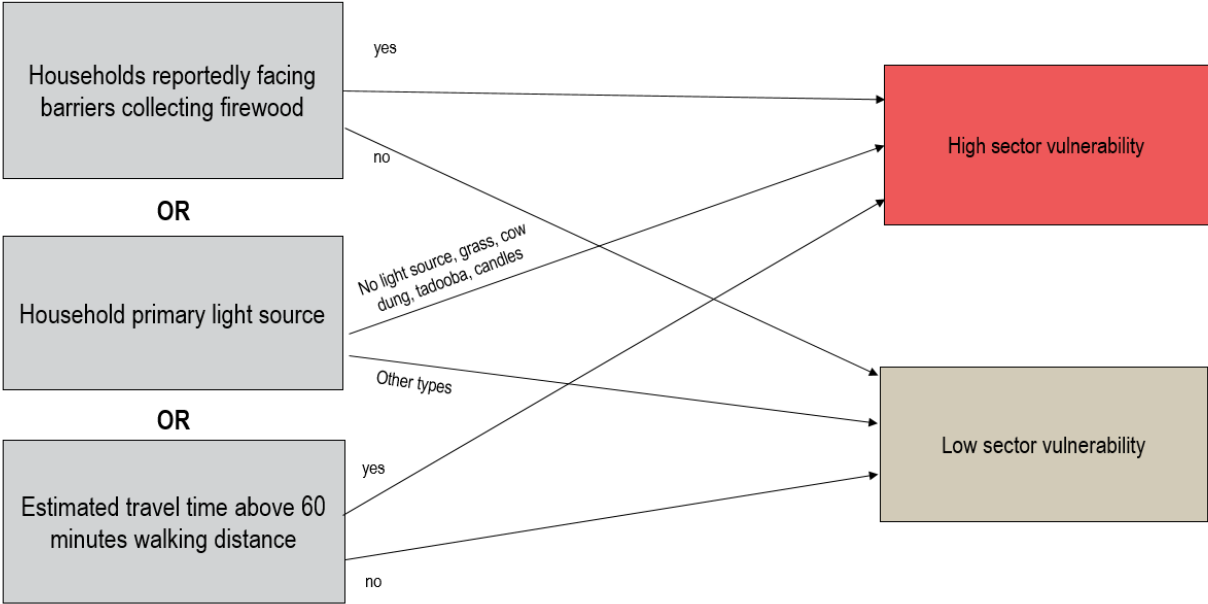 Households reportedly facing
barriers collecting firewood
yes
no
High sector vulnerability
OR
Household primary light source
No light source, grass, cow
dung, tadooba, candles
Other types
Low sector vulnerability
OR
Estimated travel time above 60
minutes walking distance
yes
no